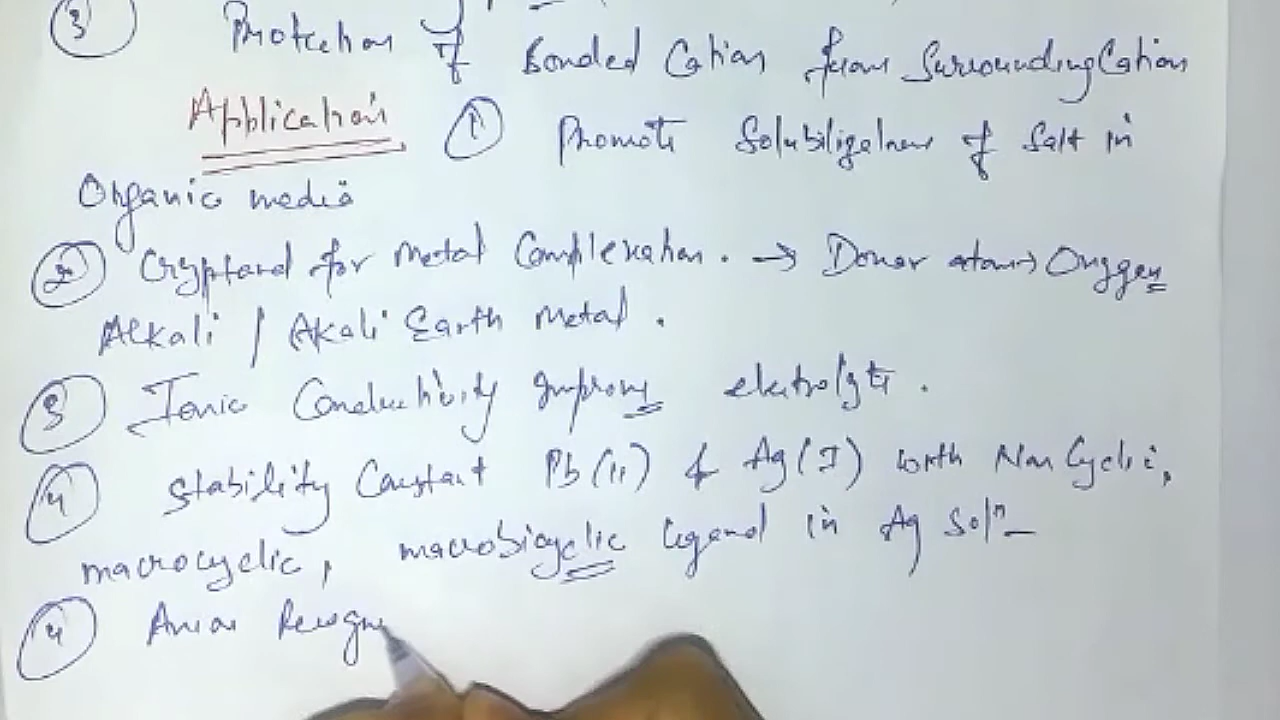 3 Protection of Bonded Cation from Surrounding Cation
Application 1 Promote of Salt in
Organic media
2 Cryptand for Metal Complexation. → Donor atom → Oxygen
Alkali / Akali Earth Metal.
3 Ionic Conductivity electrolyte.
4 Stability Constant Pb(II) & Ag(I) with Non Cyclic,
macrocyclic, macrobicyclic ligand in Aq Solⁿ
4 Anion Recogn